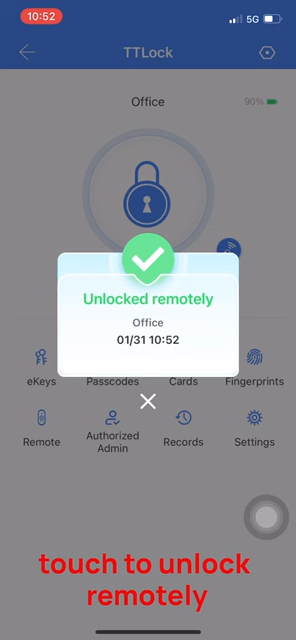 10:52
5G
TTLock
Office
90%
Unlocked remotely
Office
01/31 10:52
eKeys
Passcodes
Cards
Fingerprints
Remote
Authorized
Admin
Records
Settings
touch to unlock
remotely